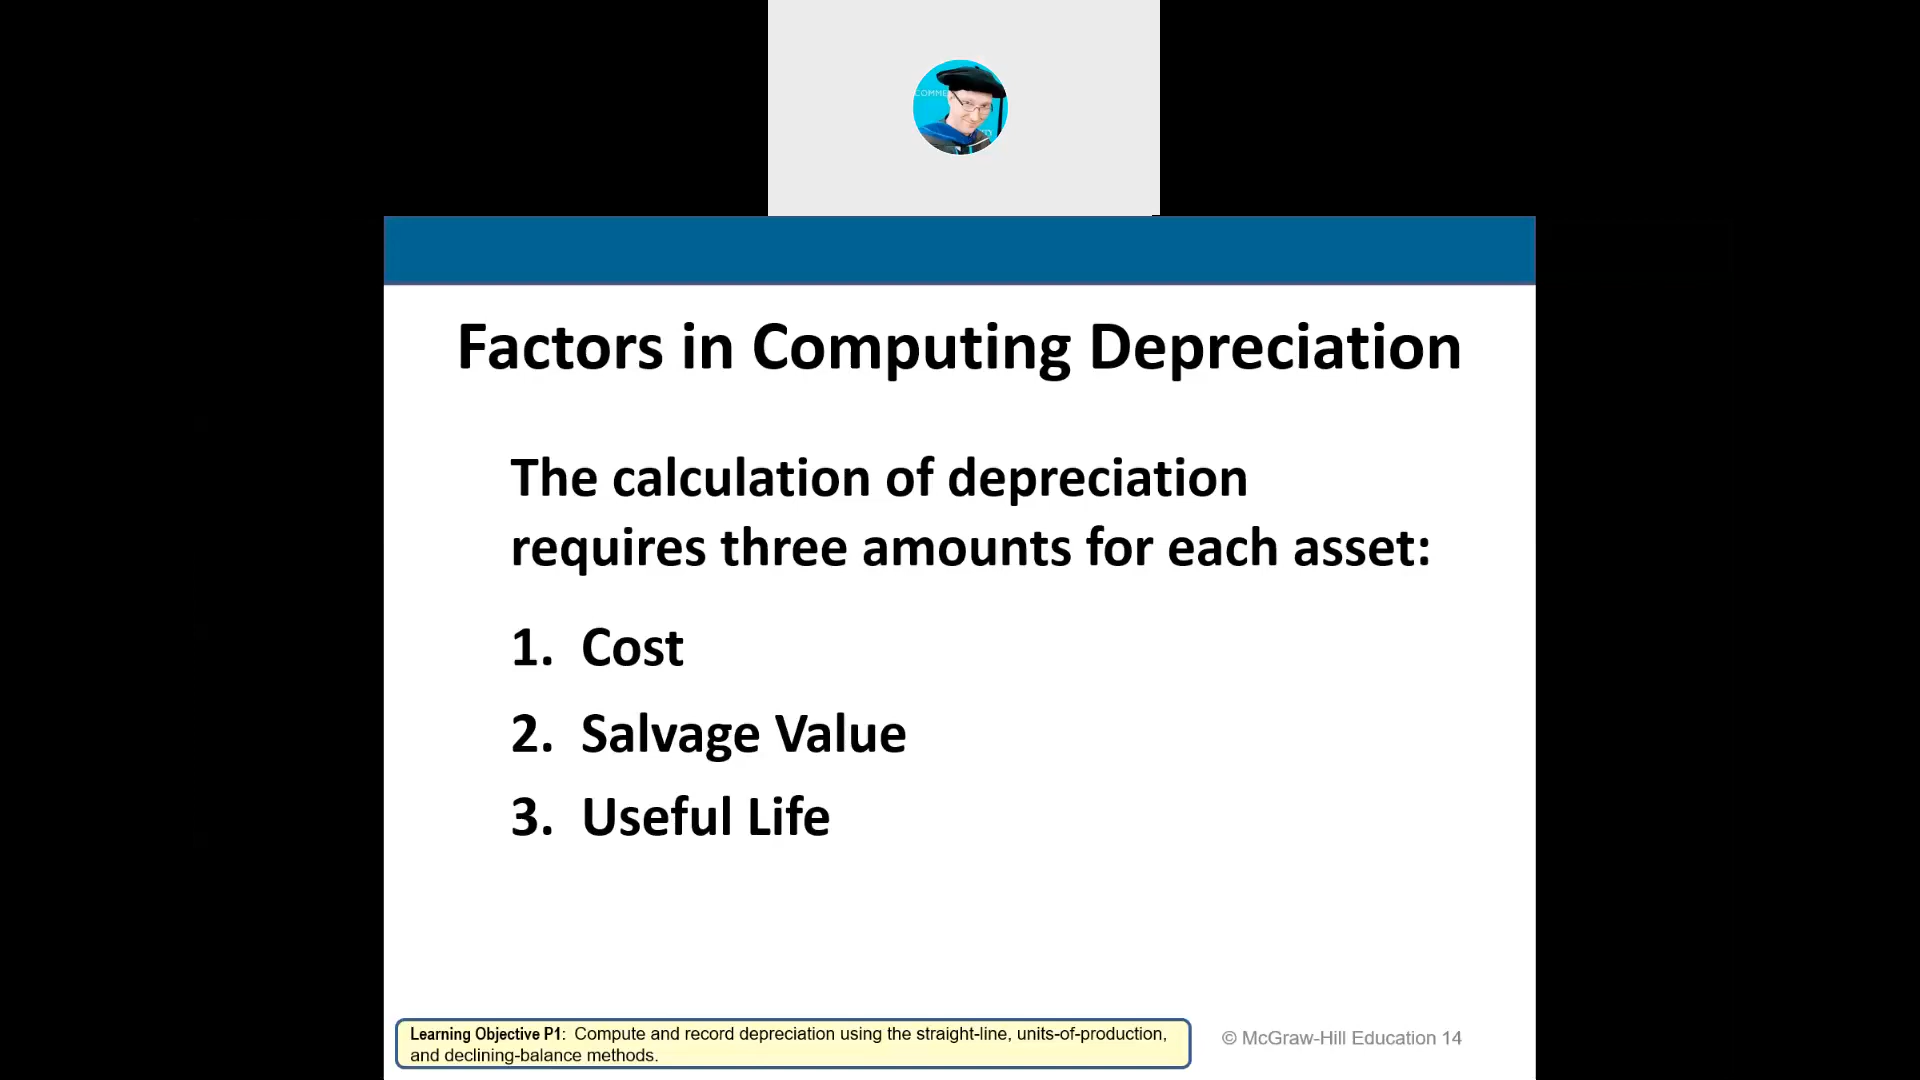 COMME
Factors in Computing Depreciation
The calculation of depreciation
requires three amounts for each asset:
1. Cost
2. Salvage Value
3. Useful Life
Learning Objective P1: Compute and record depreciation using the straight-line, units-of-production,
and declining-balance methods.
© McGraw-Hill Education 14